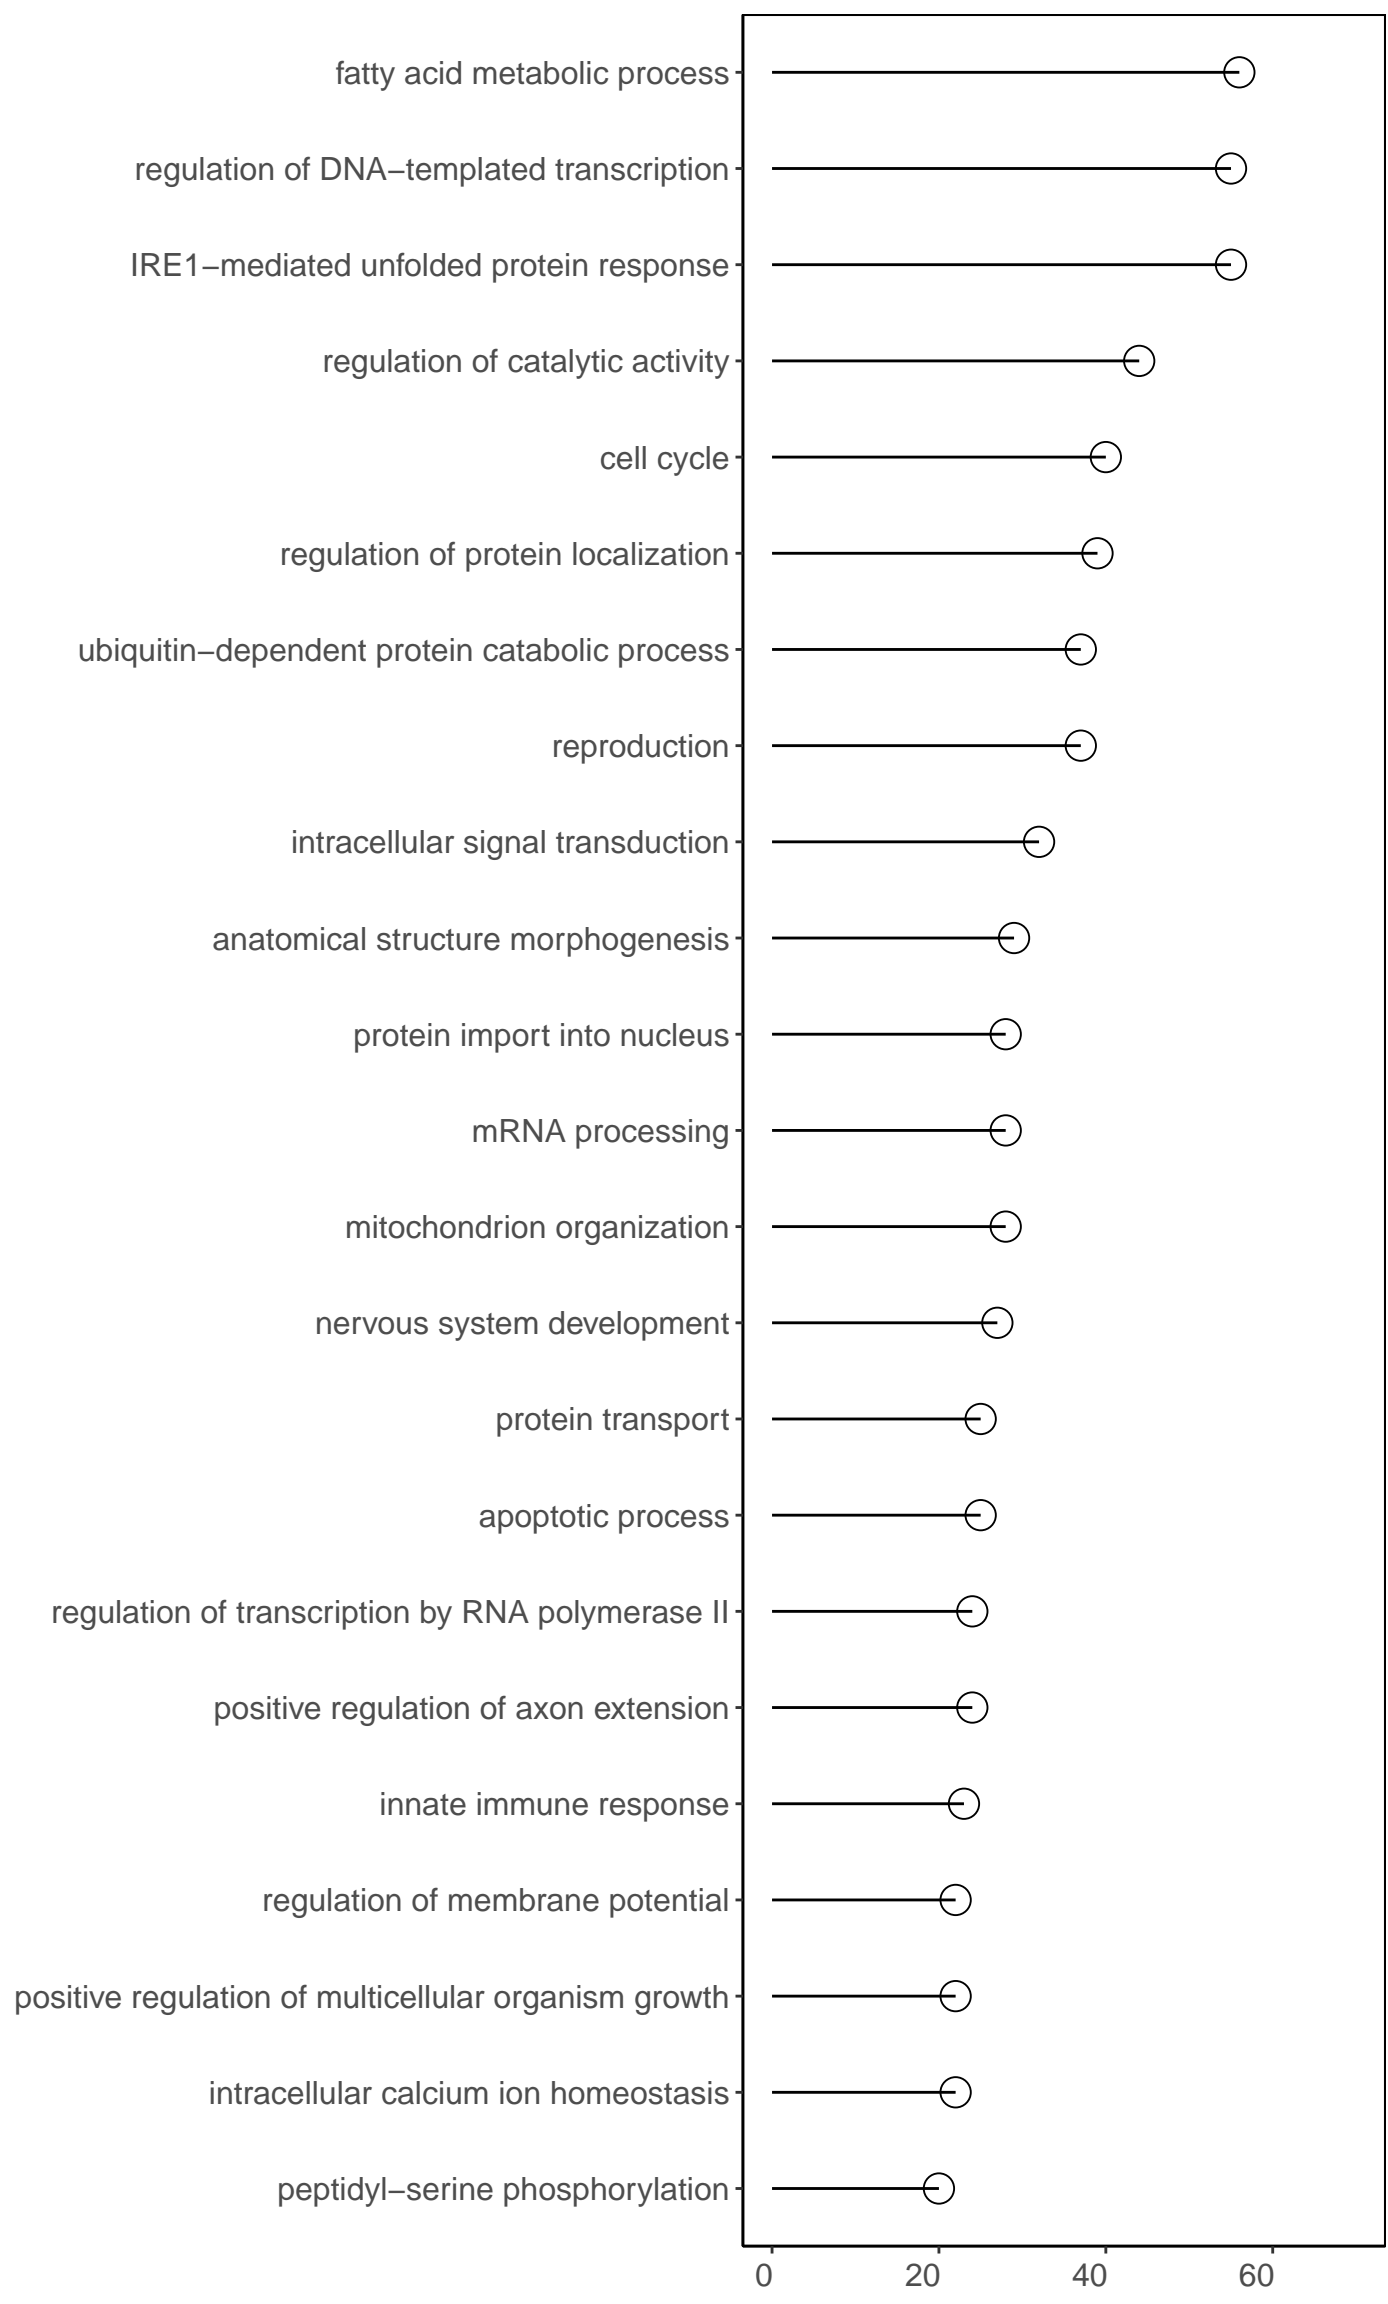 fatty acid metabolic process
regulation of DNA−templated transcription
IRE1−mediated unfolded protein response
regulation of catalytic activity
cell cycle
regulation of protein localization
ubiquitin−dependent protein catabolic process
reproduction
intracellular signal transduction
anatomical structure morphogenesis
protein import into nucleus
mRNA processing
mitochondrion organization
nervous system development
protein transport
apoptotic process
regulation of transcription by RNA polymerase II
positive regulation of axon extension
innate immune response
regulation of membrane potential
positive regulation of multicellular organism growth
intracellular calcium ion homeostasis
peptidyl−serine phosphorylation
0 20 40 60